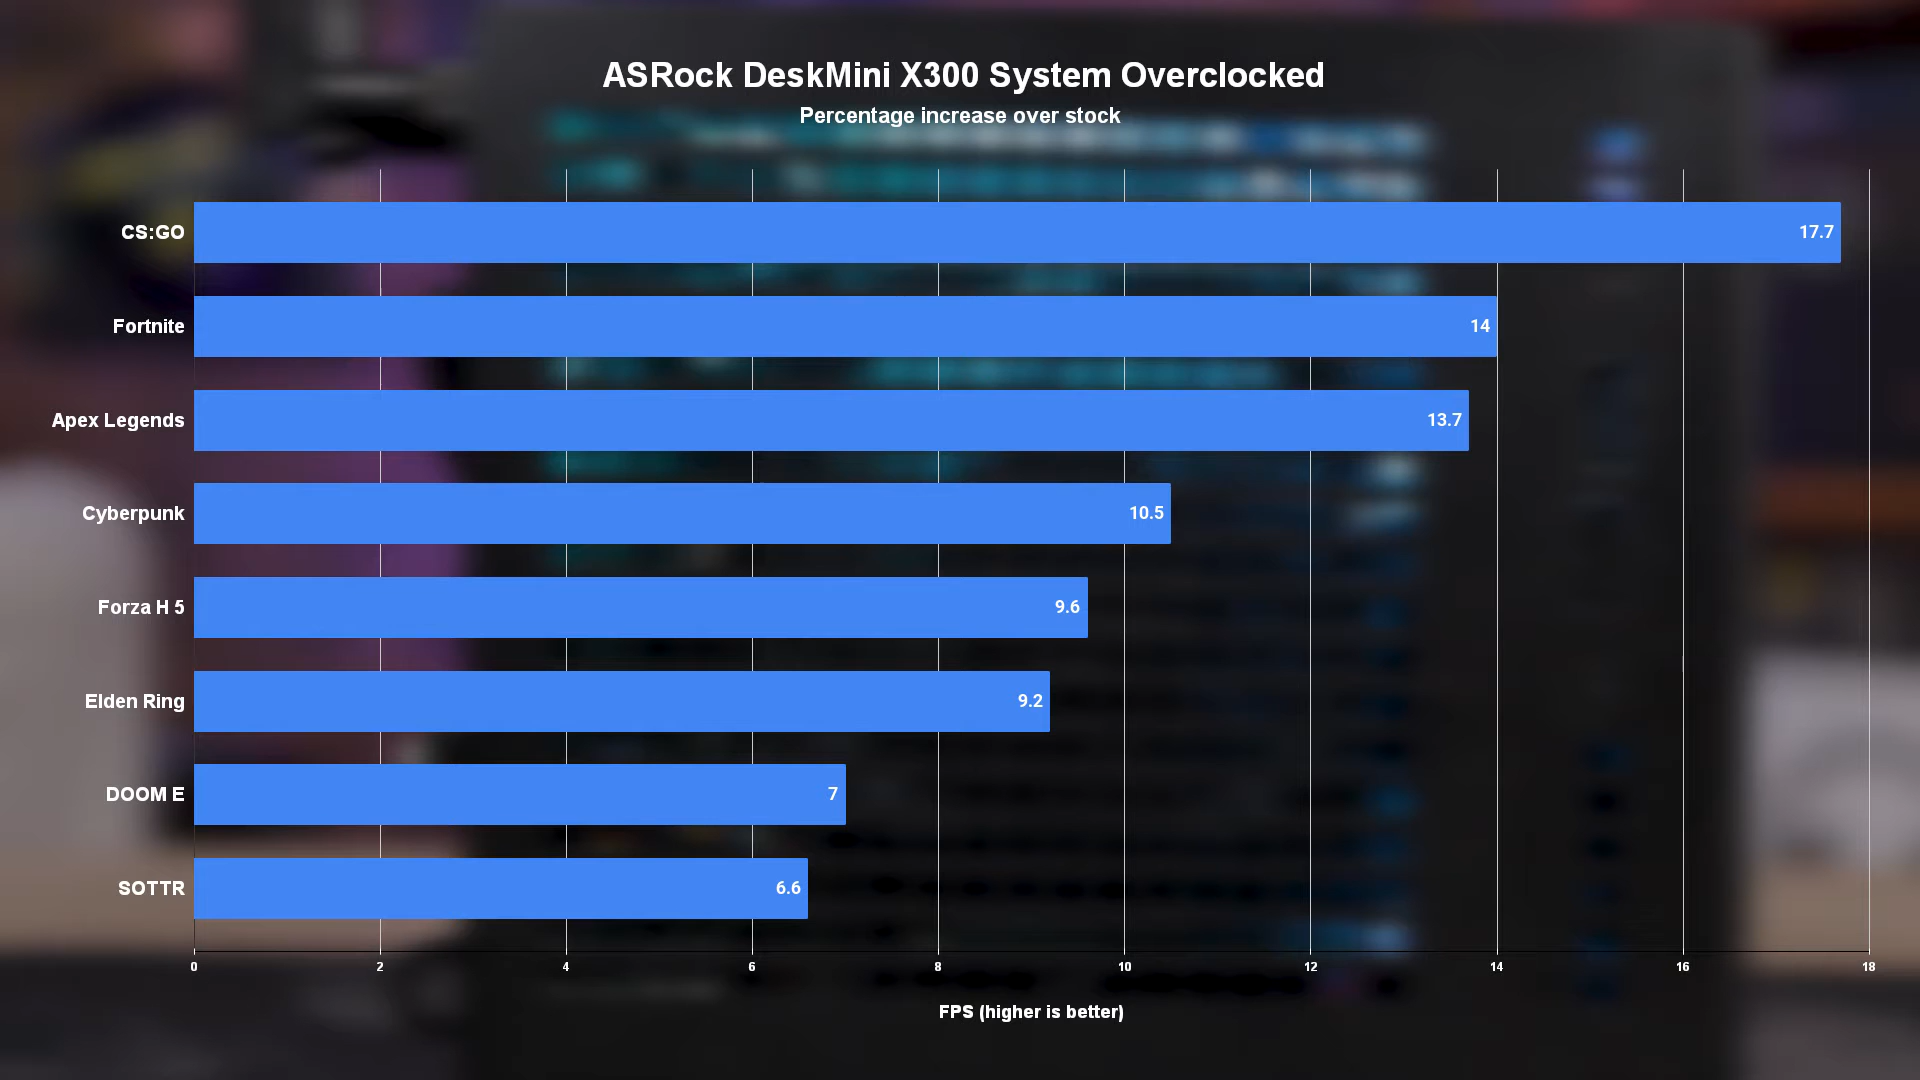 ASRock DeskMini X300 System Overclocked
Percentage increase over stock
CS:GO 17.7
Fortnite 14
Apex Legends 13.7
Cyberpunk 10.5
Forza H 5 9.6
Elden Ring 9.2
DOOM E 7
SOTTR 6.6
0 2 4 6 8 10 12 14 16 18
FPS (higher is better)